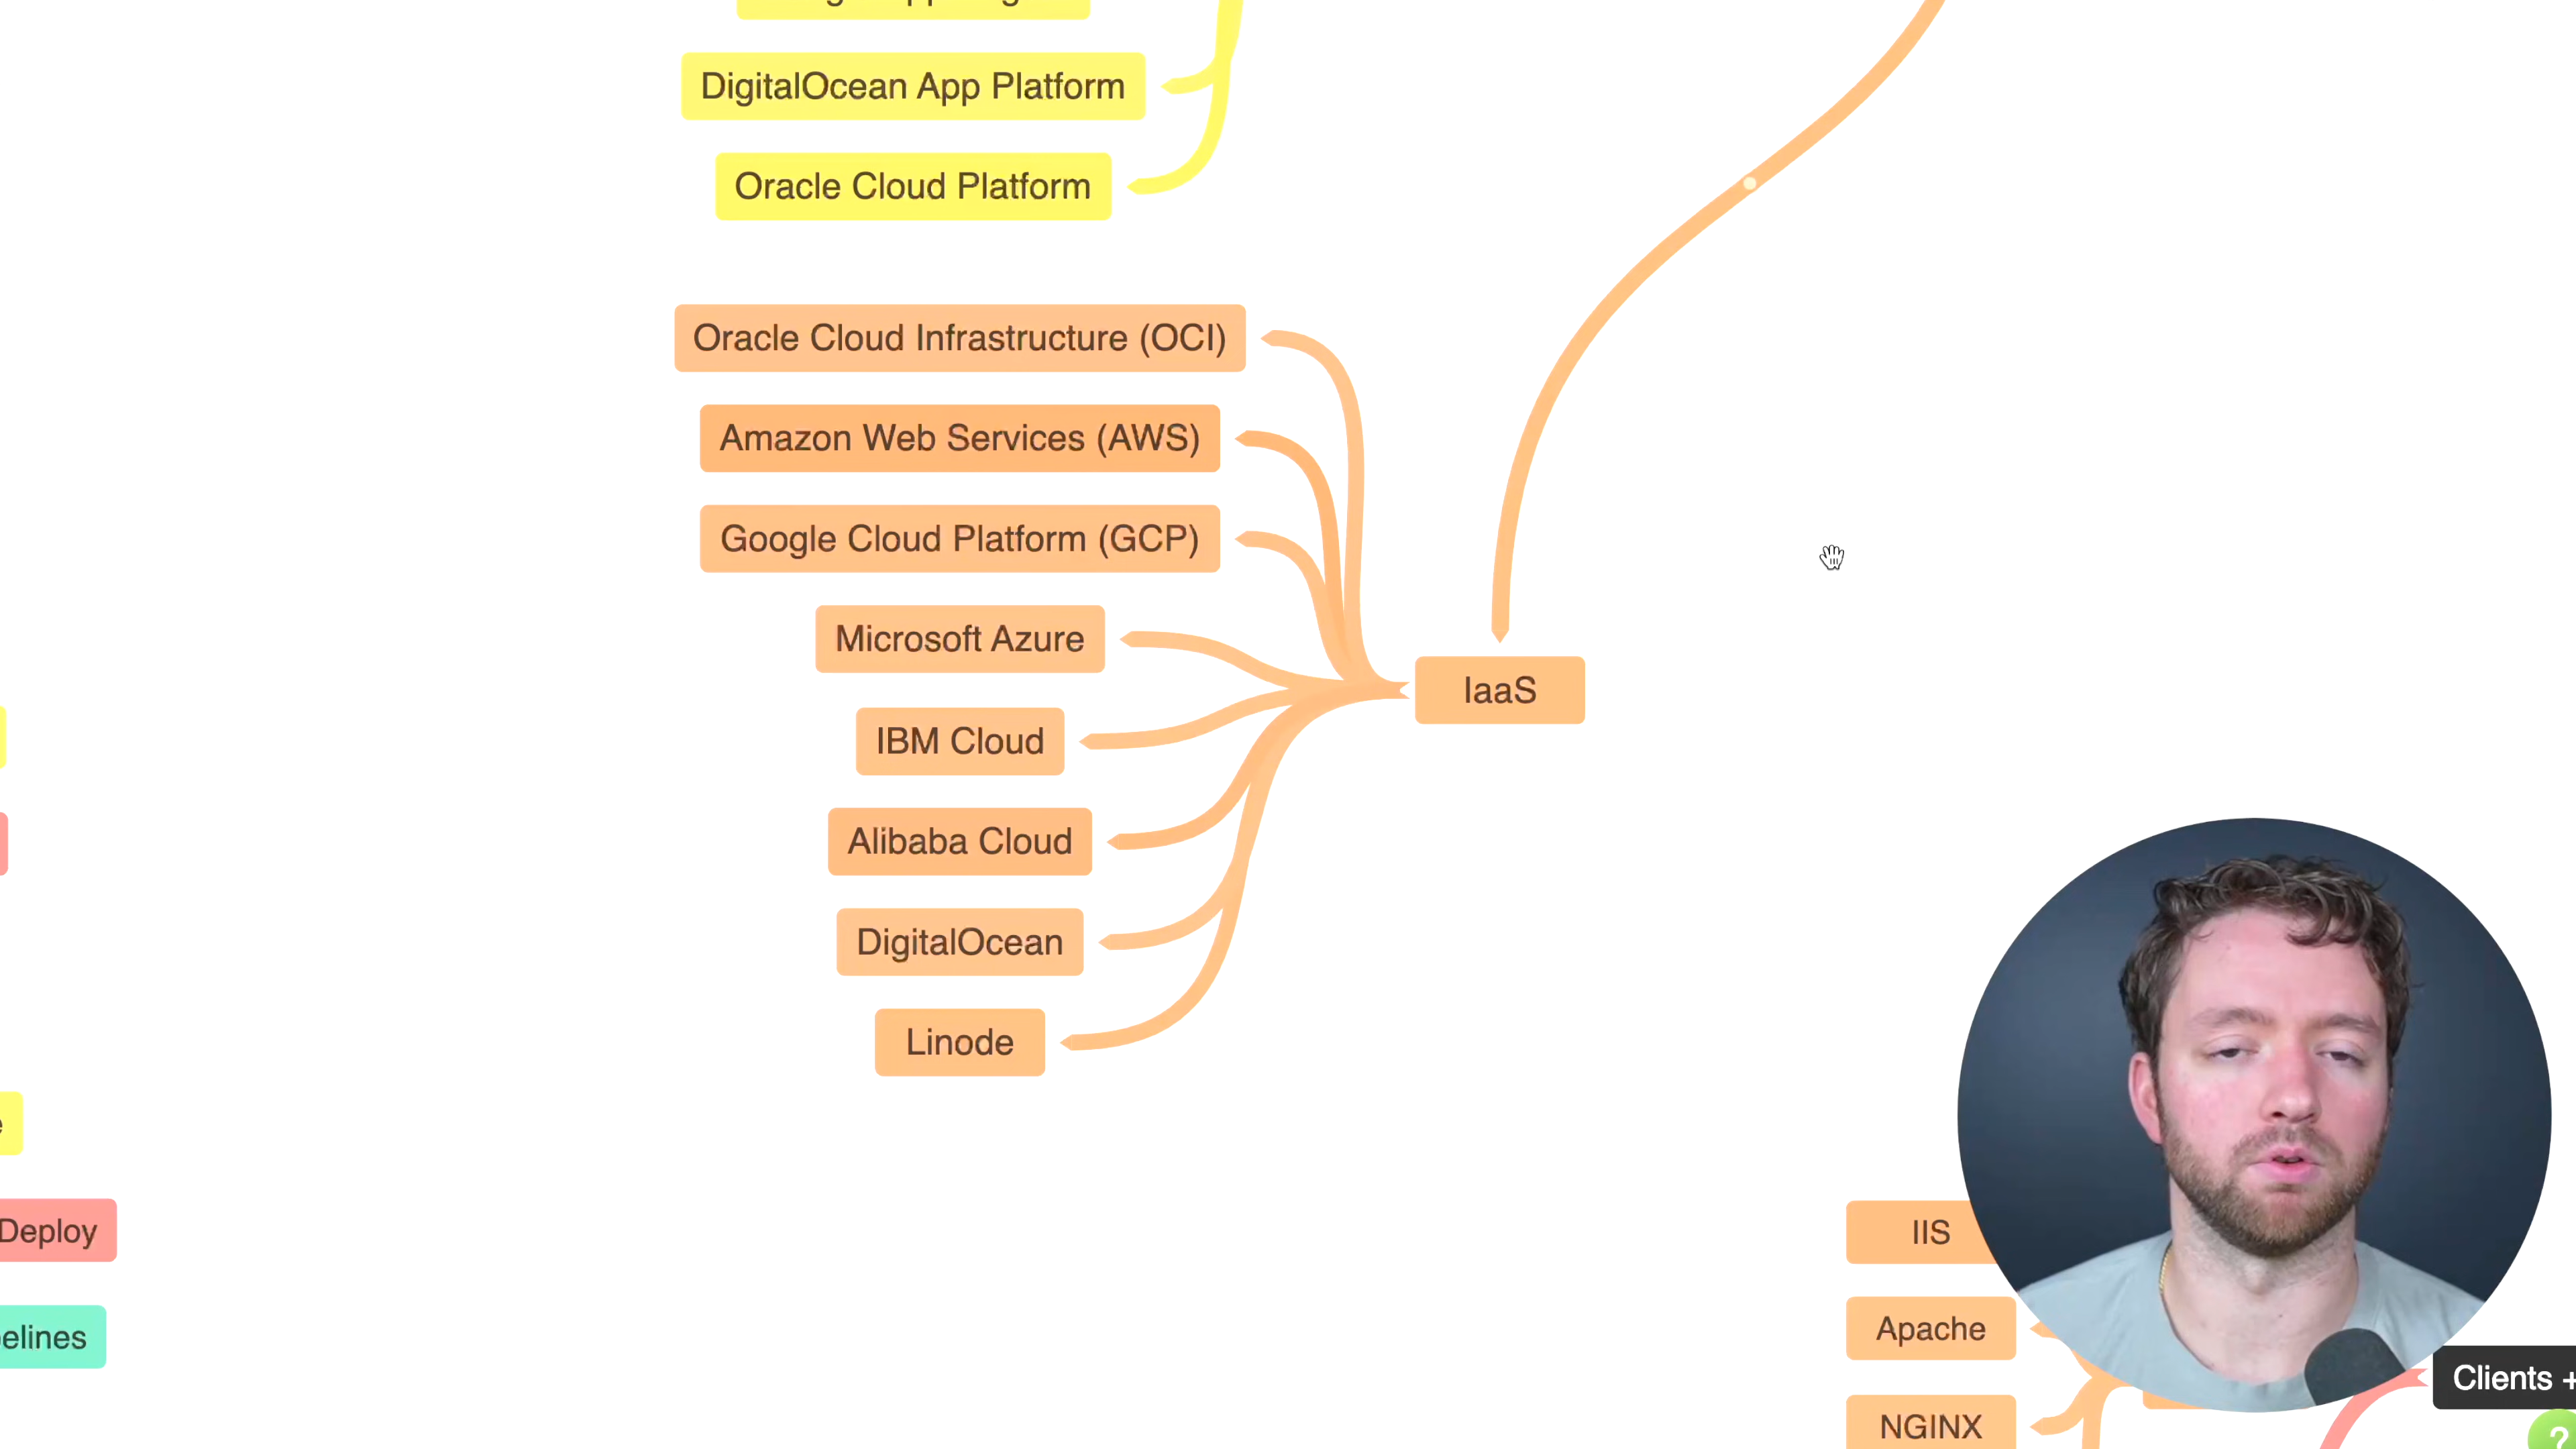 DigitalOcean App Platform
Oracle Cloud Platform
Oracle Cloud Infrastructure (OCI)
Amazon Web Services (AWS)
Google Cloud Platform (GCP)
Microsoft Azure
IaaS
IBM Cloud
Alibaba Cloud
DigitalOcean
Linode
Deploy
elines
IIS
Apache
NGINX
Clients +
?